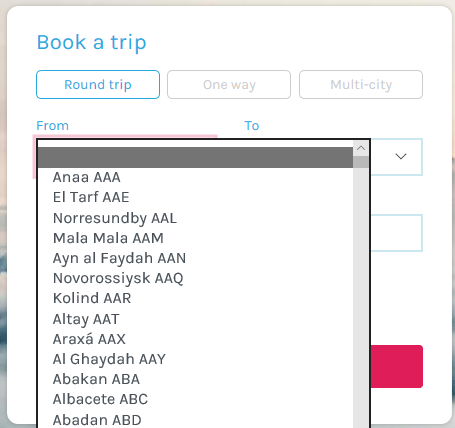 Book a trip
Round trip
One way
Multi-city
From
To
Anaa AAA
El Tarf AAE
Norresundby AAL
Mala Mala AAM
Ayn al Faydah AAN
Novorossiysk AAQ
Kolind AAR
Altay AAT
Araxá AAX
Al Ghaydah AAY
Abakan ABA
Albacete ABC
Abadan ABD